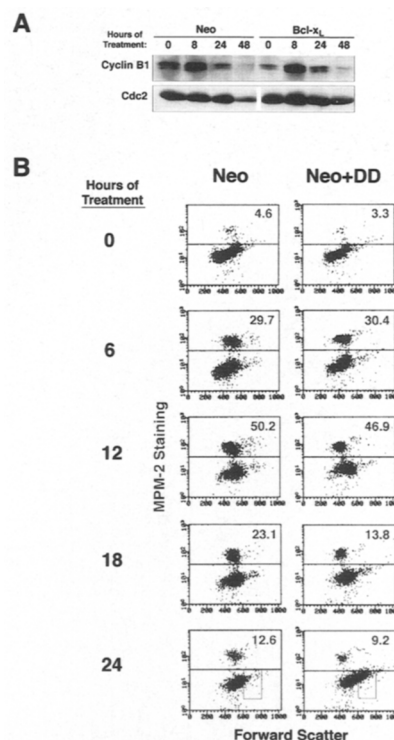 A
Hours of Treatment: Neo Bcl-xL
0 8 24 48 0 8 24 48
Cyclin B1
Cdc2
B
Hours of Treatment Neo Neo+DD
0 4.6 3.3
6 29.7 30.4
12 50.2 46.9
18 23.1 13.8
24 12.6 9.2
MPM-2 Staining
Forward Scatter